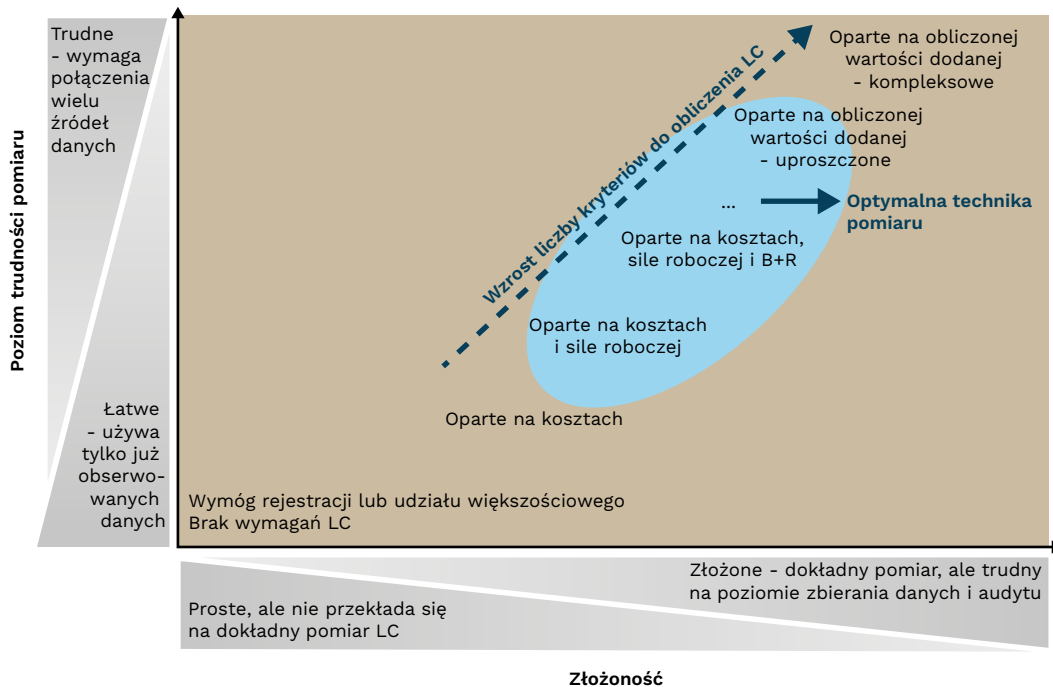 Trudne
- wymaga
połączenia
wielu
źródeł
danych
Poziom trudności pomiaru
Łatwe
- używa
tylko już
obserwo-
wanych
danych
Oparte na obliczonej
wartości dodanej
- kompleksowe
Wzrost liczby kryteriów do obliczenia LC
Oparte na obliczonej
wartości dodanej
- uproszczone
...
Optymalna technika
pomiaru
Oparte na kosztach,
sile roboczej i B+R
Oparte na kosztach
i sile roboczej
Oparte na kosztach
Wymóg rejestracji lub udziału większościowego
Brak wymagań LC
Złożone - dokładny pomiar, ale trudny
na poziomie zbierania danych i audytu
Proste, ale nie przekłada się
na dokładny pomiar LC
Złożoność